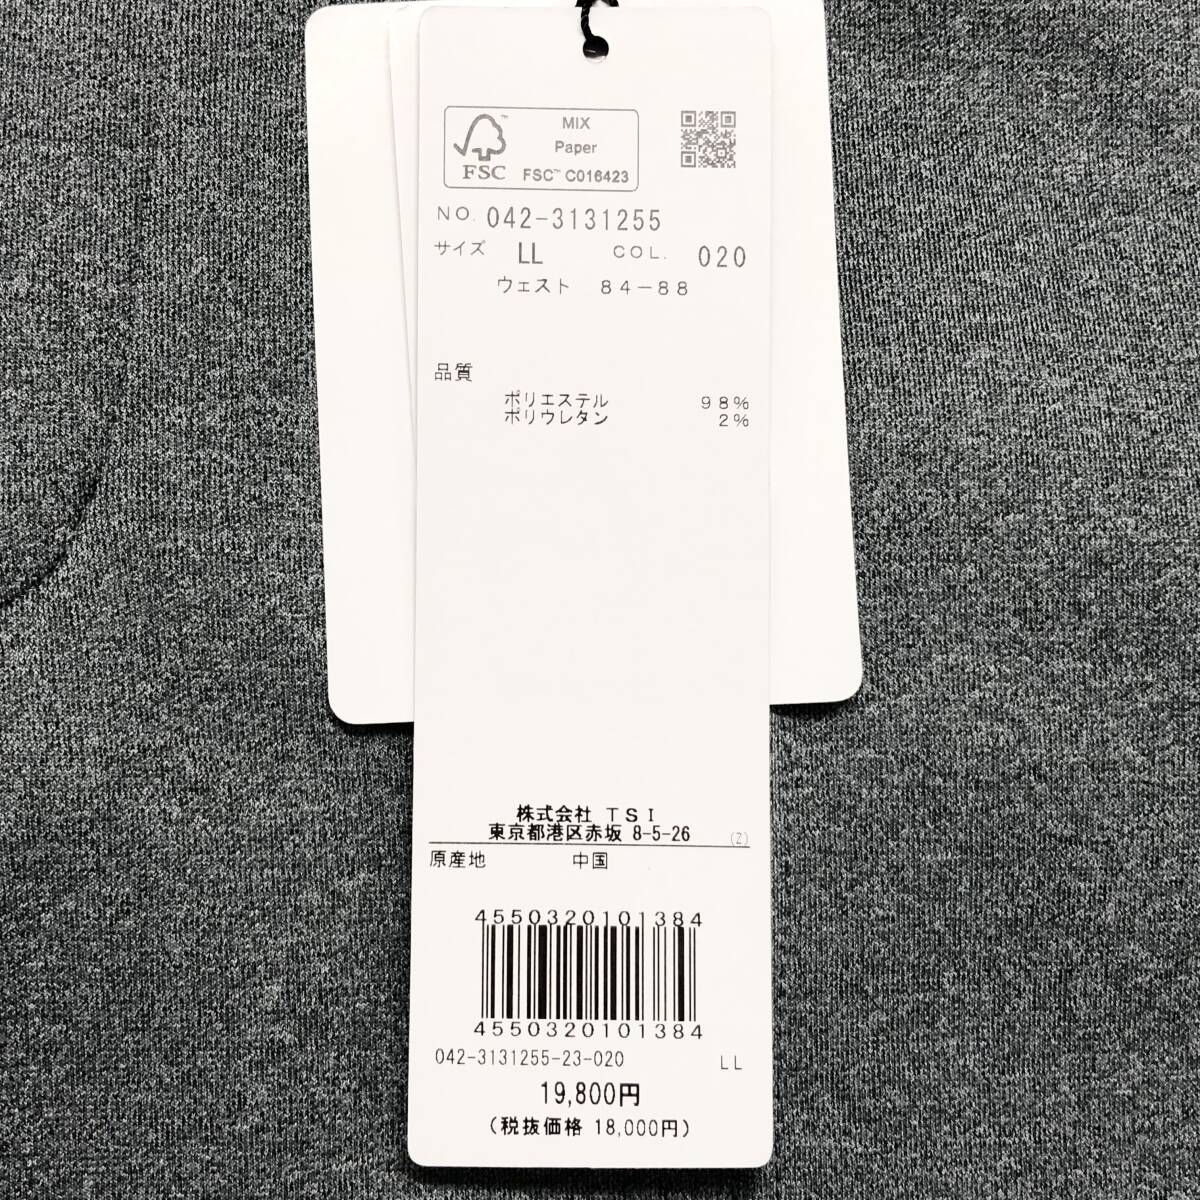 MIX
Paper
FSC™ C016423
FSC
NO. 042-3131255
サイズ LL COL. 020
ウェスト 84-88
品質
ポリエステル 98%
ポリウレタン 2%
株式会社 TSI
東京都港区赤坂 8-5-26 (Z)
原産地 中国
4550320101384
4550320101384
042-3131255-23-020 LL
19,800円
(税抜価格 18,000円)